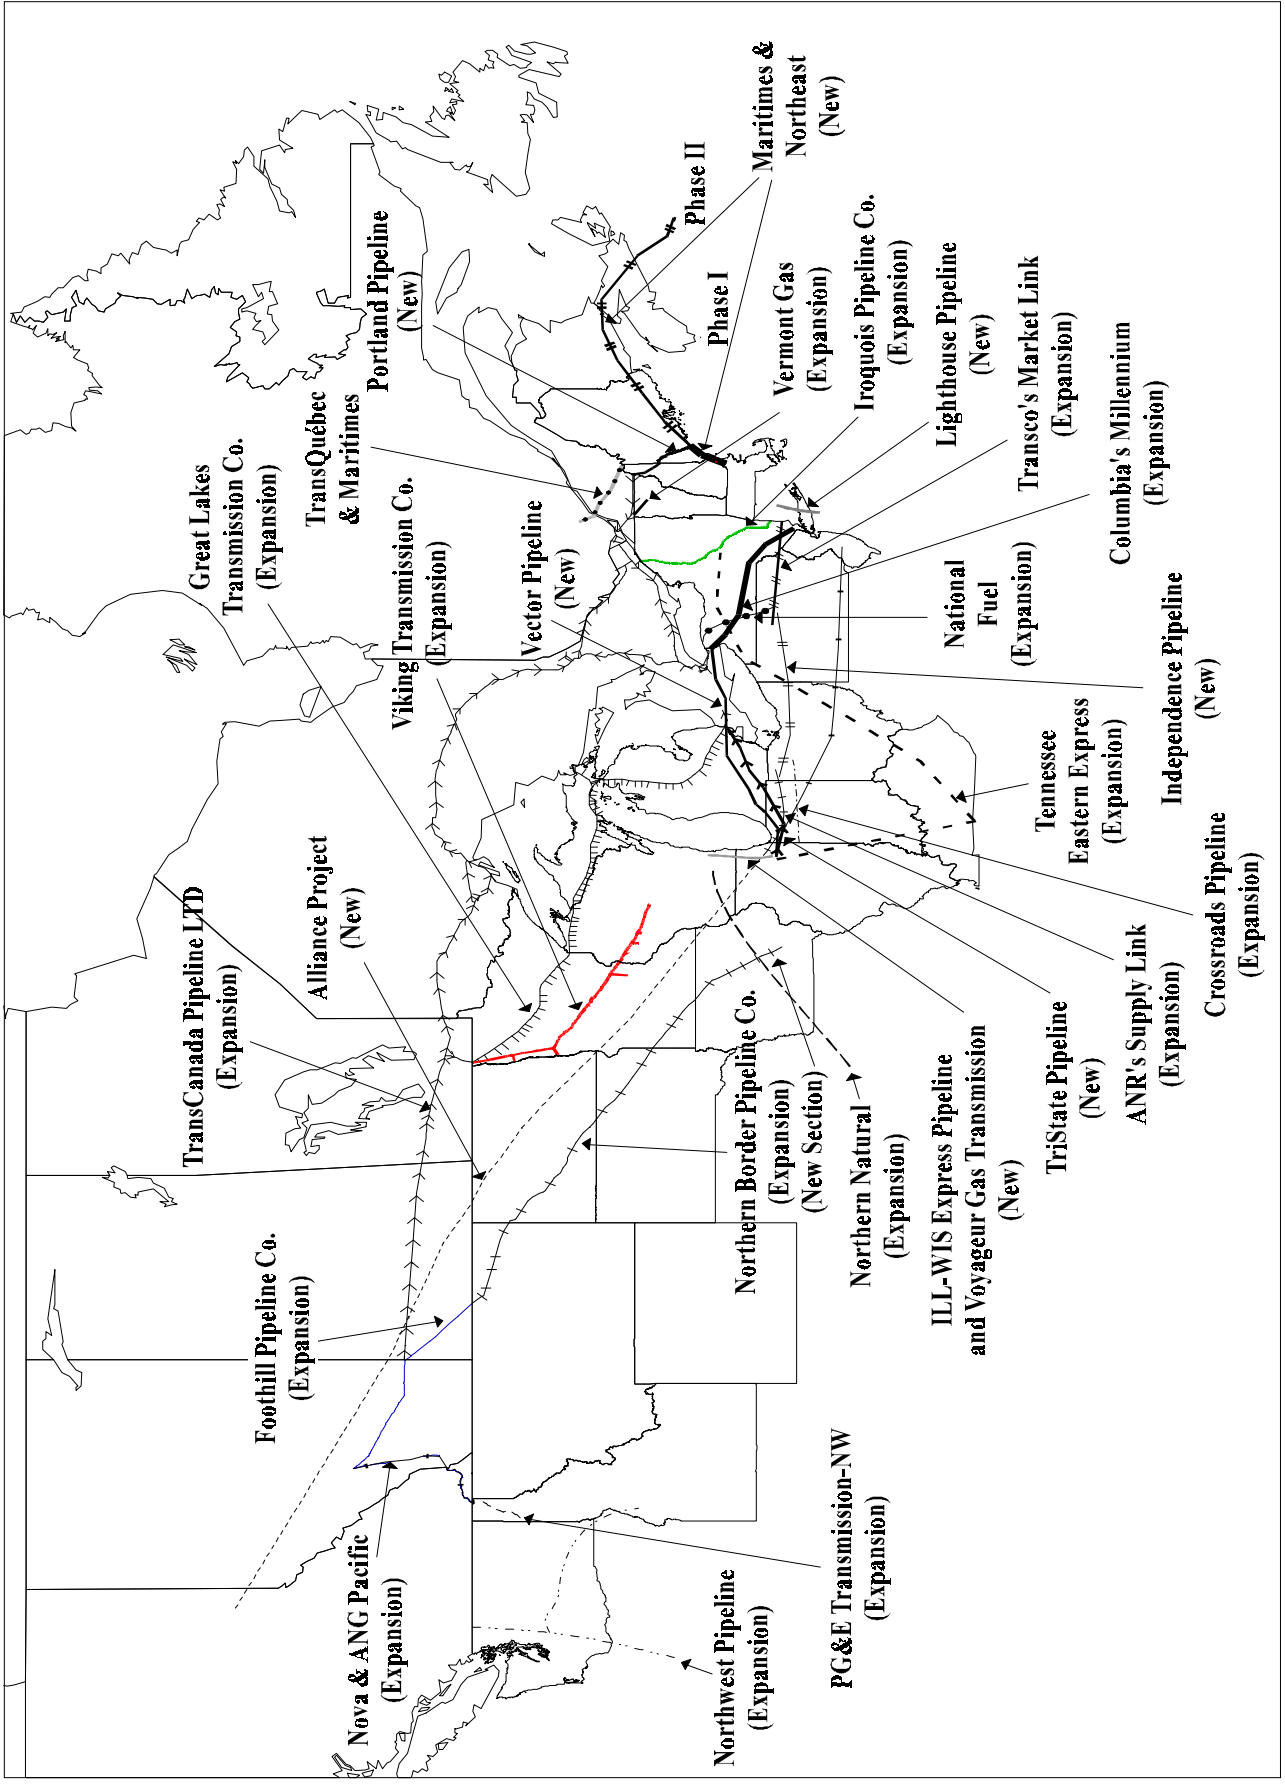 Nova & ANG Pacific
(Expansion)
Foothill Pipeline Co.
(Expansion)
TransCanada Pipeline LTD
(Expansion)
Alliance Project
(New)
Great Lakes
Transmission Co.
(Expansion)
Viking Transmission Co.
(Expansion)
TransQuébec
& Maritimes
Portland Pipeline
(New)
Vector Pipeline
(New)
Phase II
Maritimes &
Northeast
(New)
Phase I
Vermont Gas
(Expansion)
Iroquois Pipeline Co.
(Expansion)
Lighthouse Pipeline
(New)
Transco's Market Link
(Expansion)
Columbia's Millennium
(Expansion)
National
Fuel
(Expansion)
Independence Pipeline
(New)
Tennessee
Eastern Express
(Expansion)
Crossroads Pipeline
(Expansion)
ANR's Supply Link
(Expansion)
TriState Pipeline
(New)
ILL-WIS Express Pipeline
and Voyageur Gas Transmission
(New)
Northern Natural
(Expansion)
Northern Border Pipeline Co.
(Expansion)
(New Section)
PG&E Transmission-NW
(Expansion)
Northwest Pipeline
(Expansion)